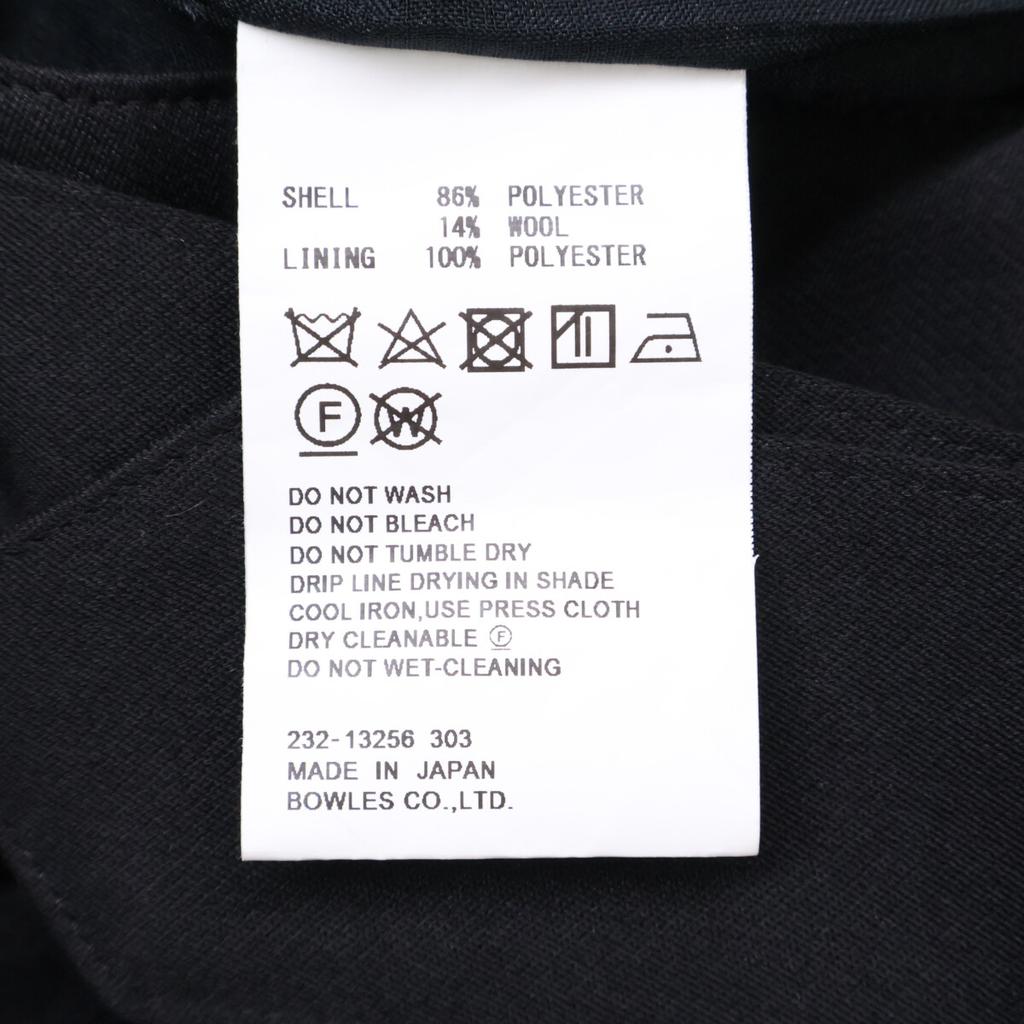 SHELL 86% POLYESTER
14% WOOL
LINING 100% POLYESTER
F W
DO NOT WASH
DO NOT BLEACH
DO NOT TUMBLE DRY
DRIP LINE DRYING IN SHADE
COOL IRON,USE PRESS CLOTH
DRY CLEANABLE Ⓕ
DO NOT WET-CLEANING
232-13256 303
MADE IN JAPAN
BOWLES CO.,LTD.